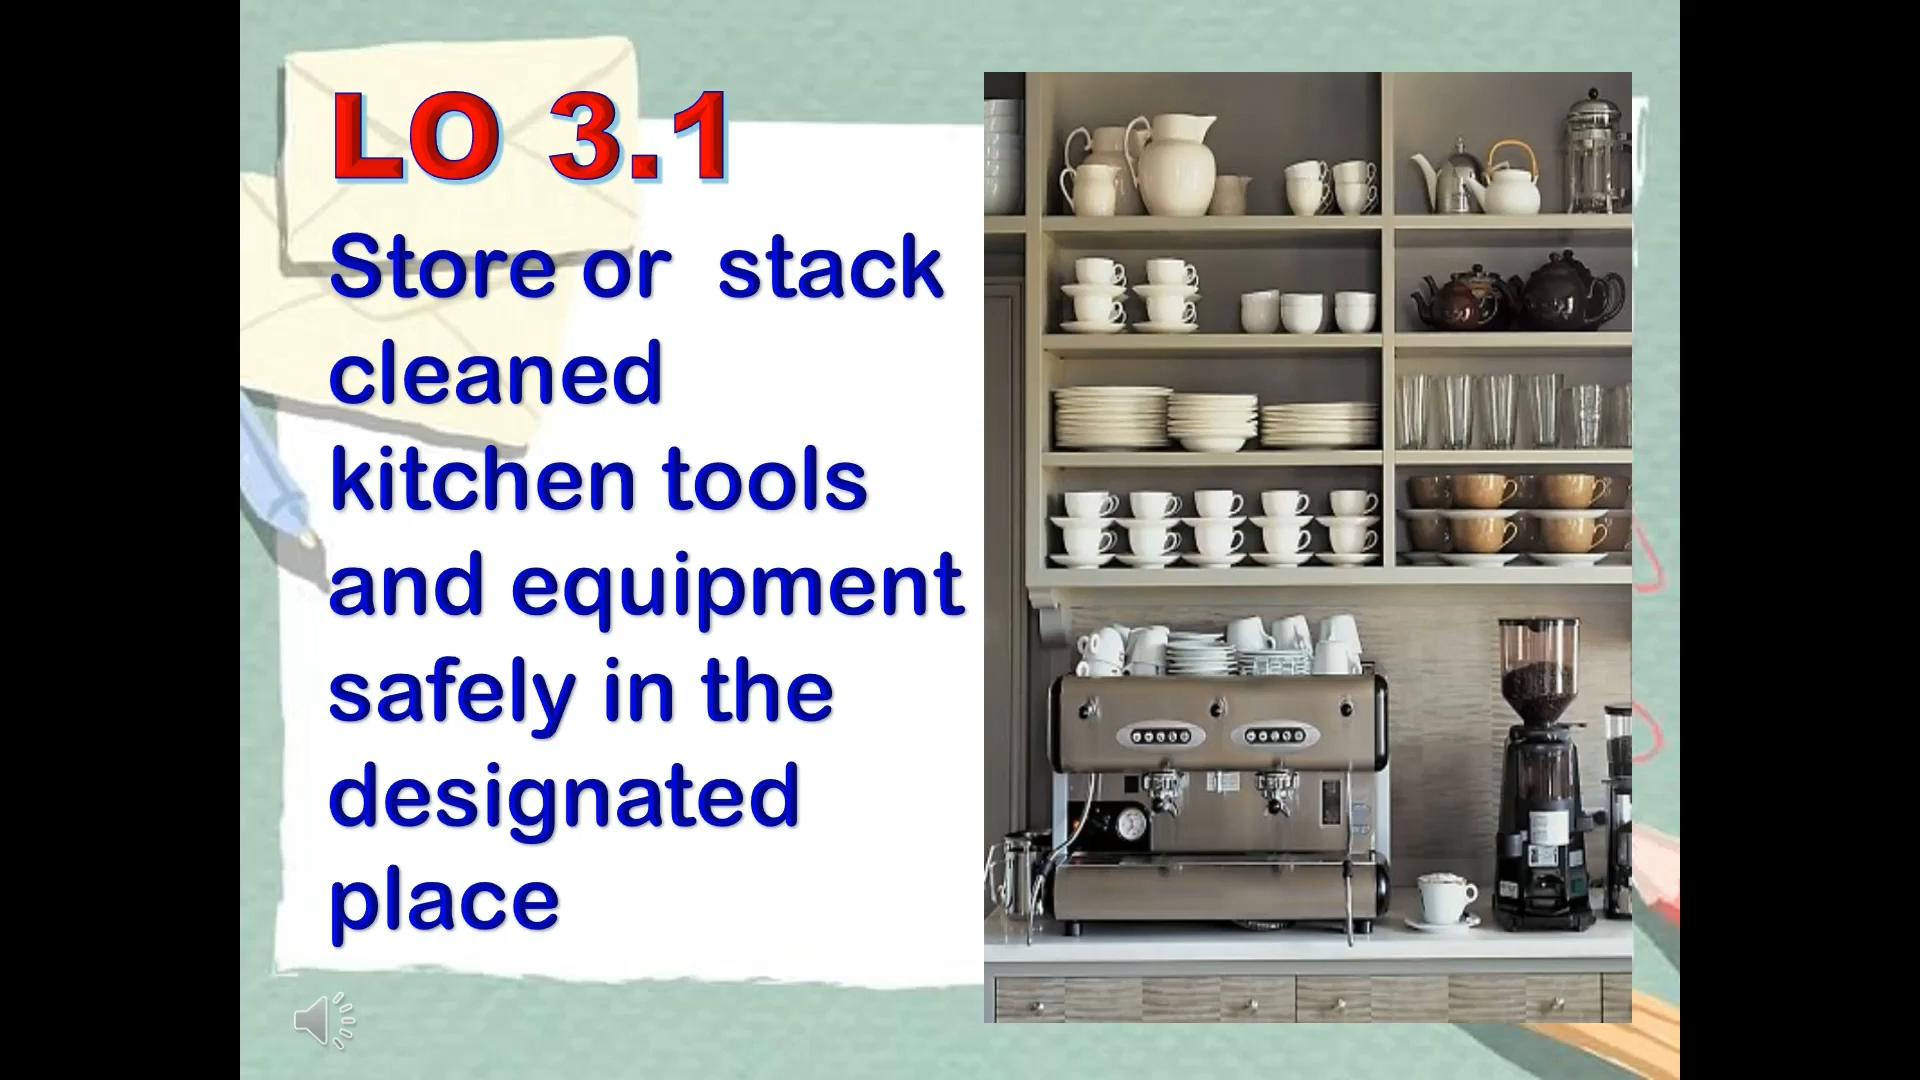 LO 3.1
Store or stack
cleaned
kitchen tools
and equipment
safely in the
designated
place